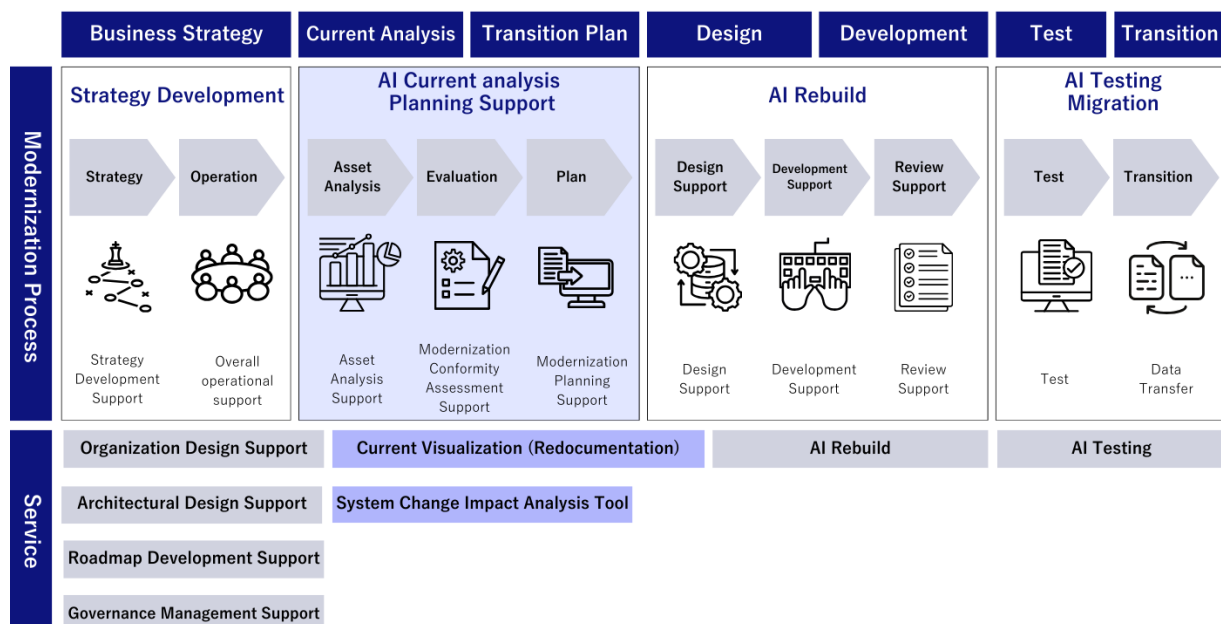 Business Strategy
Current Analysis
Transition Plan
Design
Development
Test
Transition
Modernization Process
Strategy Development
AI Current analysis
Planning Support
AI Rebuild
AI Testing
Migration
Strategy
Operation
Asset
Analysis
Evaluation
Plan
Design
Support
Development
Support
Review
Support
Test
Transition
Strategy
Development
Support
Overall
operational
support
Asset
Analysis
Support
Modernization
Conformity
Assessment
Support
Modernization
Planning
Support
Design
Support
Development
Support
Review
Support
Test
Data
Transfer
Service
Organization Design Support
Current Visualization (Redocumentation)
AI Rebuild
AI Testing
Architectural Design Support
System Change Impact Analysis Tool
Roadmap Development Support
Governance Management Support